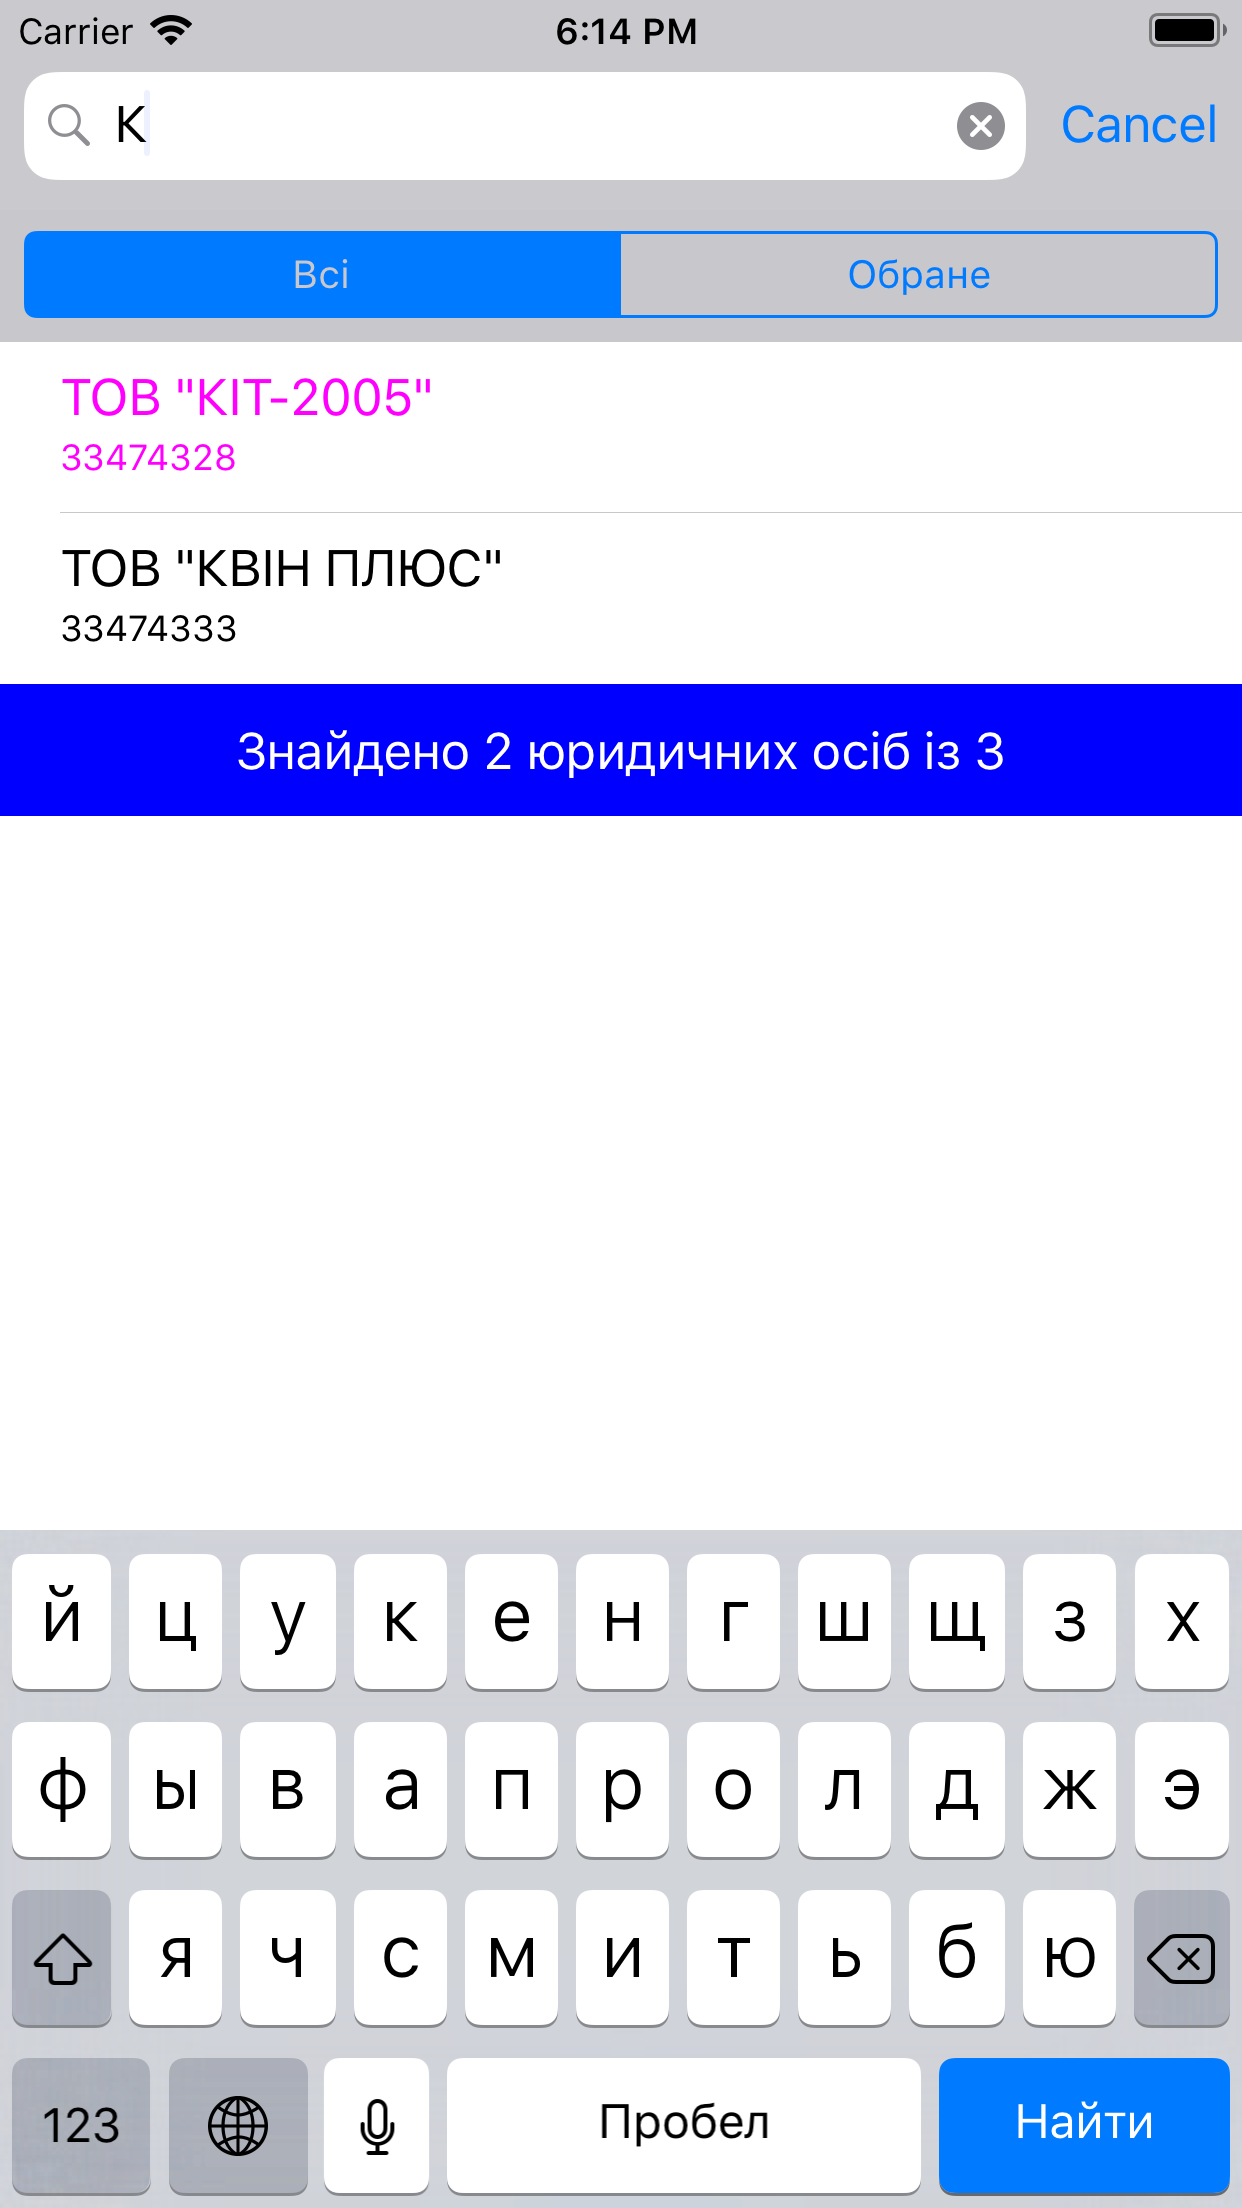 Carrier 6:14 PM
К Cancel
Всі Обране
ТОВ "КІТ-2005"
33474328
ТОВ "КВІН ПЛЮС"
33474333
Знайдено 2 юридичних осіб із 3
й ц у к е н г ш щ з х
ф ы в а п р о л д ж э
я ч с м и т ь б ю
123 Пробел Найти